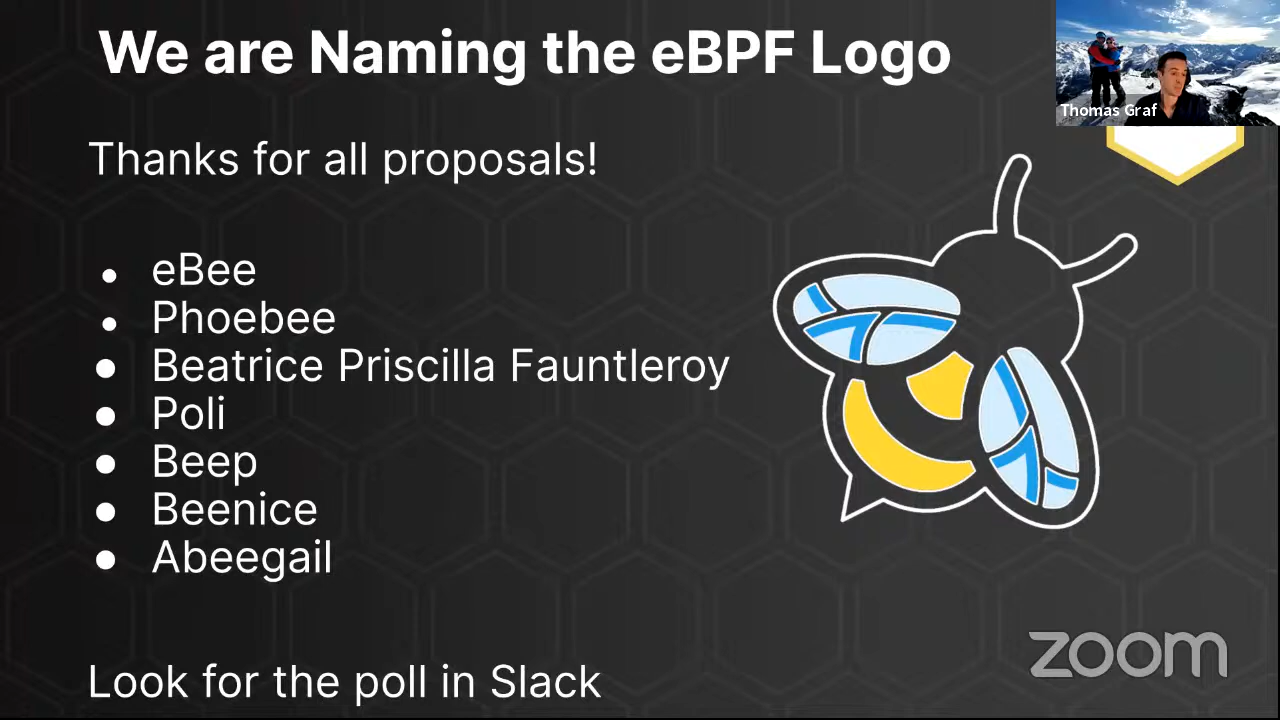 We are Naming the eBPF Logo
Thomas Graf
Thanks for all proposals!
● eBee
● Phoebee
● Beatrice Priscilla Fauntleroy
● Poli
● Beep
● Beenice
● Abeegail
zoom
Look for the poll in Slack